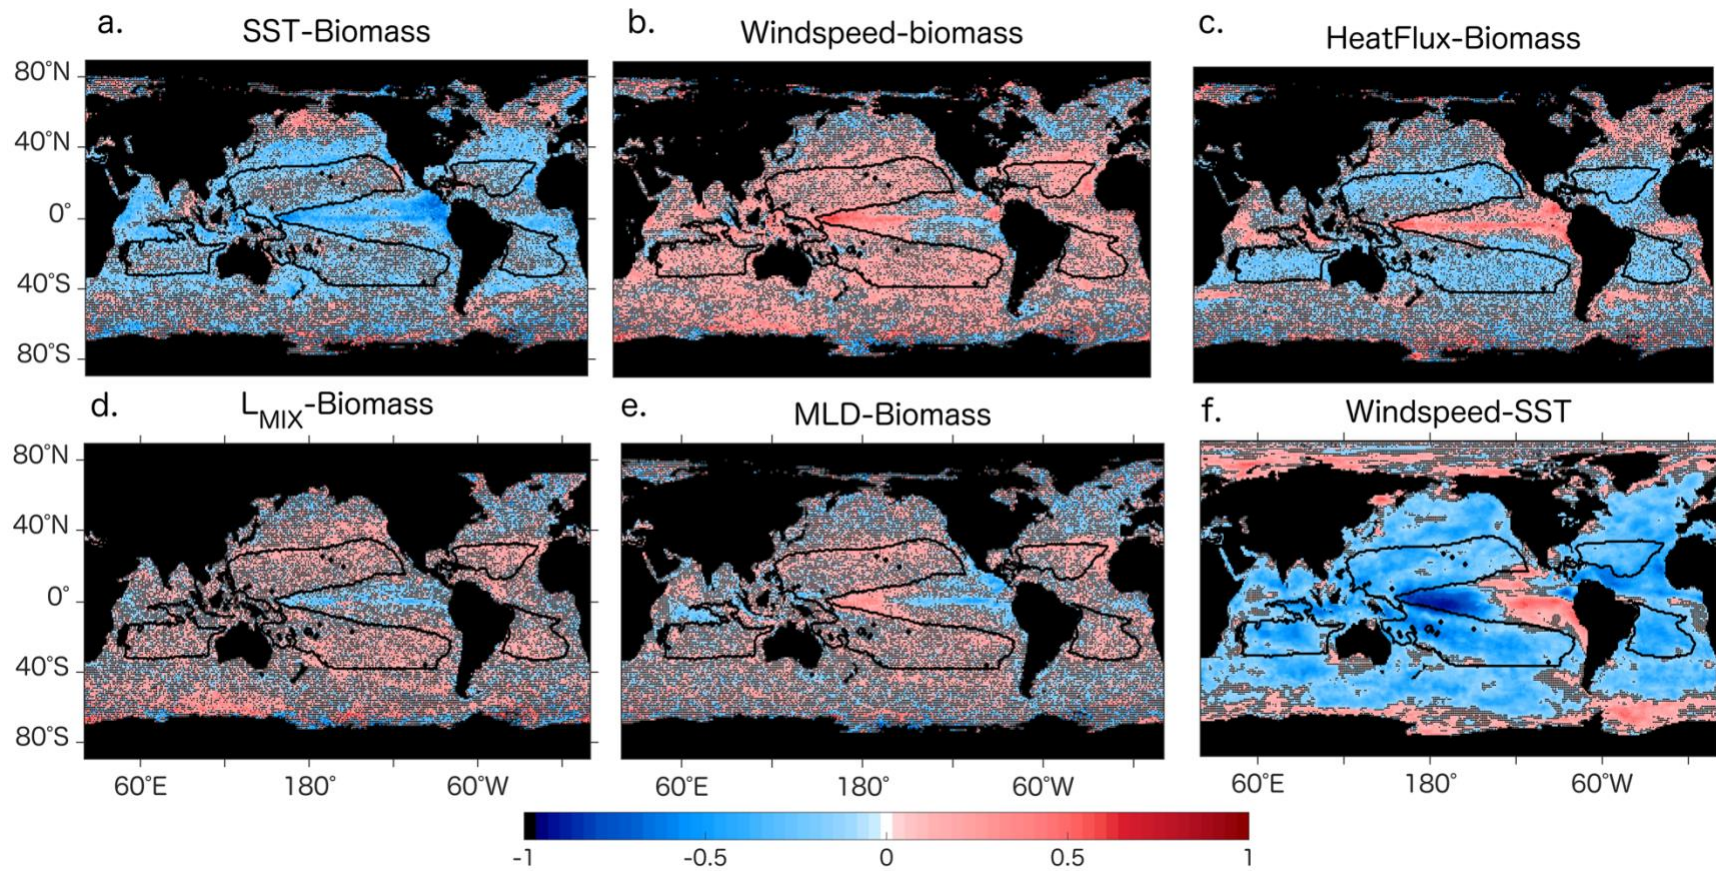 a. SST-Biomass
b. Windspeed-biomass
c. HeatFlux-Biomass
80°N
40°N
0°
40°S
80°S
d. L_MIX-Biomass
e. MLD-Biomass
f. Windspeed-SST
80°N
40°N
0°
40°S
80°S
60°E 180° 60°W
60°E 180° 60°W
60°E 180° 60°W
-1 -0.5 0 0.5 1